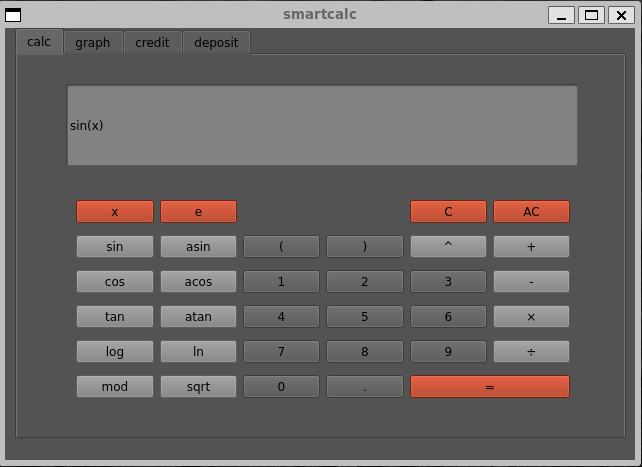 smartcalc
calc graph credit deposit
sin(x)
x e C AC
sin asin ( ) ^ +
cos acos 1 2 3 -
tan atan 4 5 6 ×
log ln 7 8 9 ÷
mod sqrt 0 . =